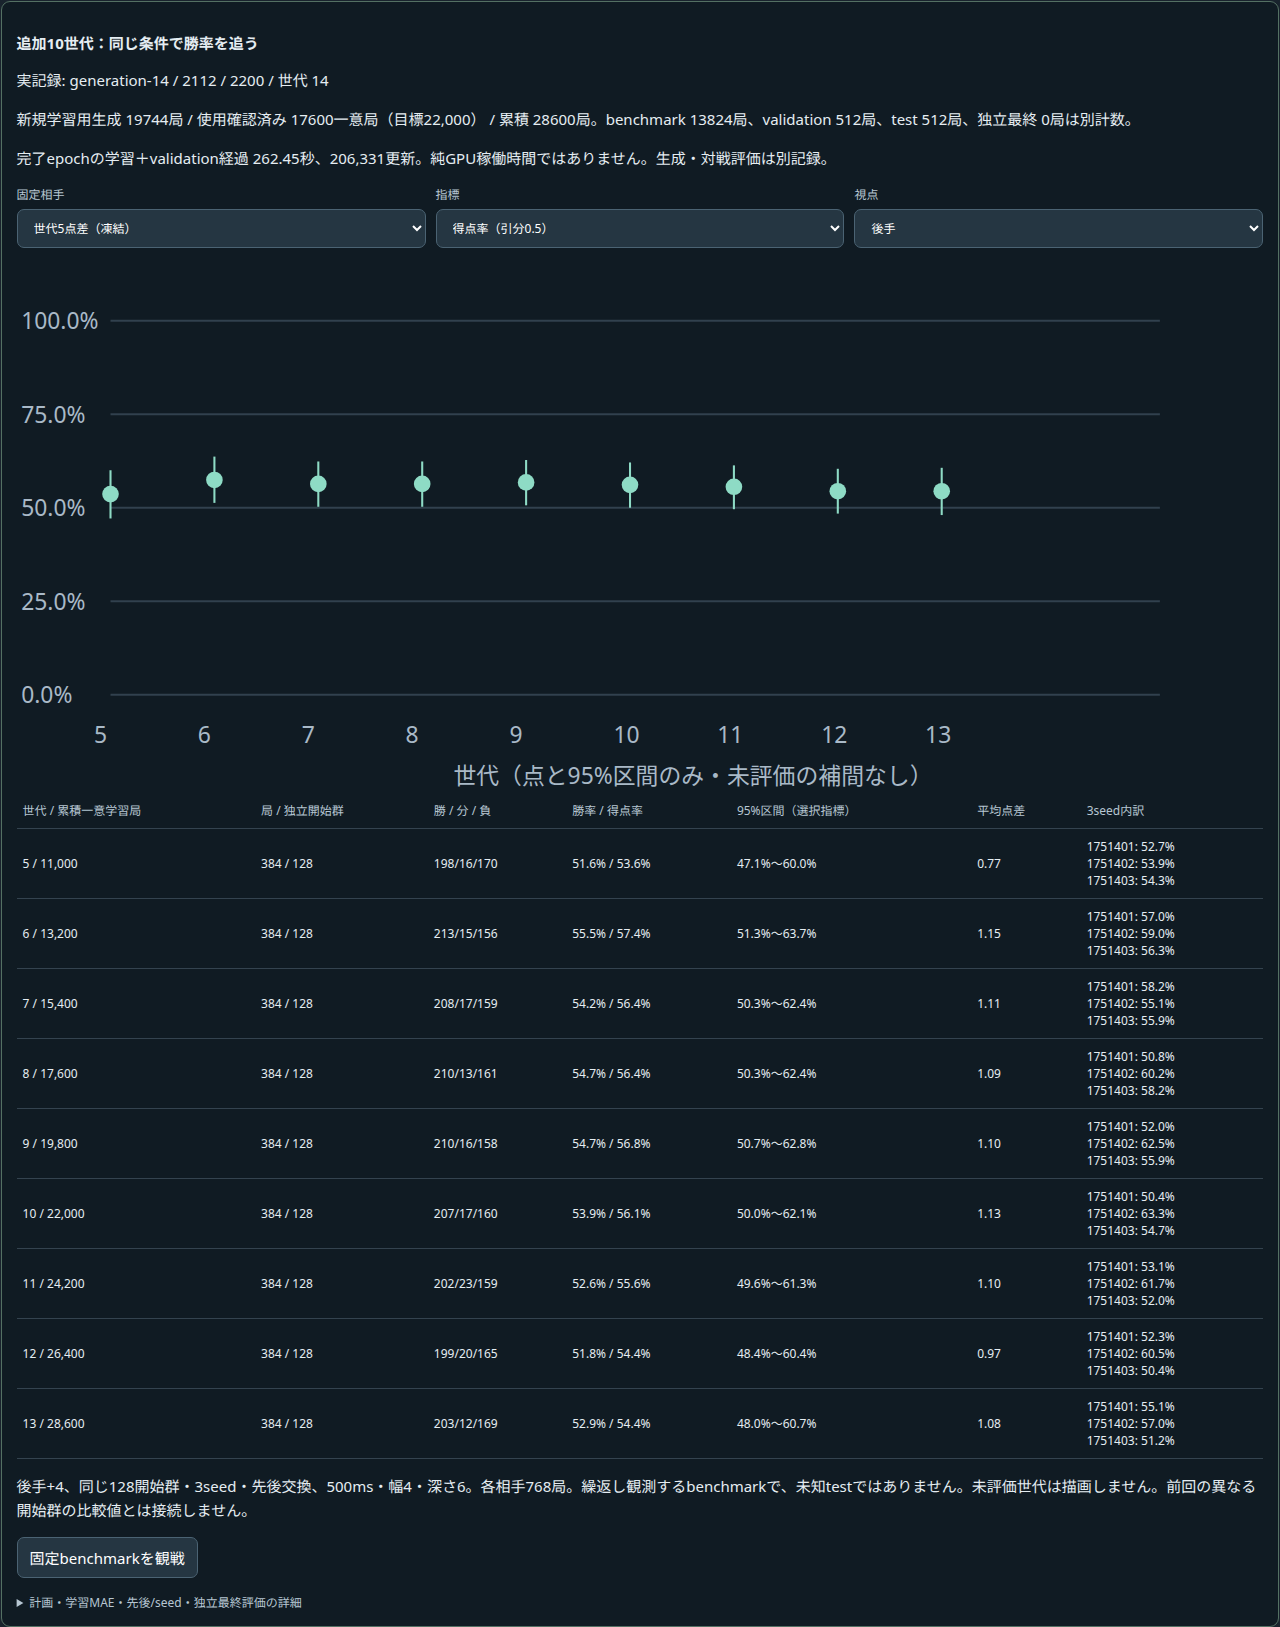 追加10世代：同じ条件で勝率を追う
実記録: generation-14 / 2112 / 2200 / 世代 14
新規学習用生成 19744局 / 使用確認済み 17600一意局（目標22,000） / 累積 28600局。benchmark 13824局、validation 512局、test 512局、独立最終 0局は別計数。
完了epochの学習＋validation経過 262.45秒、206,331更新。純GPU稼働時間ではありません。生成・対戦評価は別記録。
固定相手 指標 視点
世代5点差（凍結） 得点率（引分0.5） 後手
100.0%
75.0%
50.0%
25.0%
0.0%
5 6 7 8 9 10 11 12 13
世代（点と95%区間のみ・未評価の補間なし）
世代 / 累積一意学習局 局 / 独立開始群 勝 / 分 / 負 勝率 / 得点率 95%区間（選択指標） 平均点差 3seed内訳
1751401: 52.7%
5 / 11,000 384 / 128 198/16/170 51.6% / 53.6% 47.1%〜60.0% 0.77 1751402: 53.9%
1751403: 54.3%
1751401: 57.0%
6 / 13,200 384 / 128 213/15/156 55.5% / 57.4% 51.3%〜63.7% 1.15 1751402: 59.0%
1751403: 56.3%
1751401: 58.2%
7 / 15,400 384 / 128 208/17/159 54.2% / 56.4% 50.3%〜62.4% 1.11 1751402: 55.1%
1751403: 55.9%
1751401: 50.8%
8 / 17,600 384 / 128 210/13/161 54.7% / 56.4% 50.3%〜62.4% 1.09 1751402: 60.2%
1751403: 58.2%
1751401: 52.0%
9 / 19,800 384 / 128 210/16/158 54.7% / 56.8% 50.7%〜62.8% 1.10 1751402: 62.5%
1751403: 55.9%
1751401: 50.4%
10 / 22,000 384 / 128 207/17/160 53.9% / 56.1% 50.0%〜62.1% 1.13 1751402: 63.3%
1751403: 54.7%
1751401: 53.1%
11 / 24,200 384 / 128 202/23/159 52.6% / 55.6% 49.6%〜61.3% 1.10 1751402: 61.7%
1751403: 52.0%
1751401: 52.3%
12 / 26,400 384 / 128 199/20/165 51.8% / 54.4% 48.4%〜60.4% 0.97 1751402: 60.5%
1751403: 50.4%
1751401: 55.1%
13 / 28,600 384 / 128 203/12/169 52.9% / 54.4% 48.0%〜60.7% 1.08 1751402: 57.0%
1751403: 51.2%
後手+4、同じ128開始群・3seed・先後交換、500ms・幅4・深さ6。各相手768局。繰返し観測するbenchmarkで、未知testではありません。未評価世代は描画しません。前回の異なる
開始群の比較値とは接続しません。
固定benchmarkを観戦
▶ 計画・学習MAE・先後/seed・独立最終評価の詳細